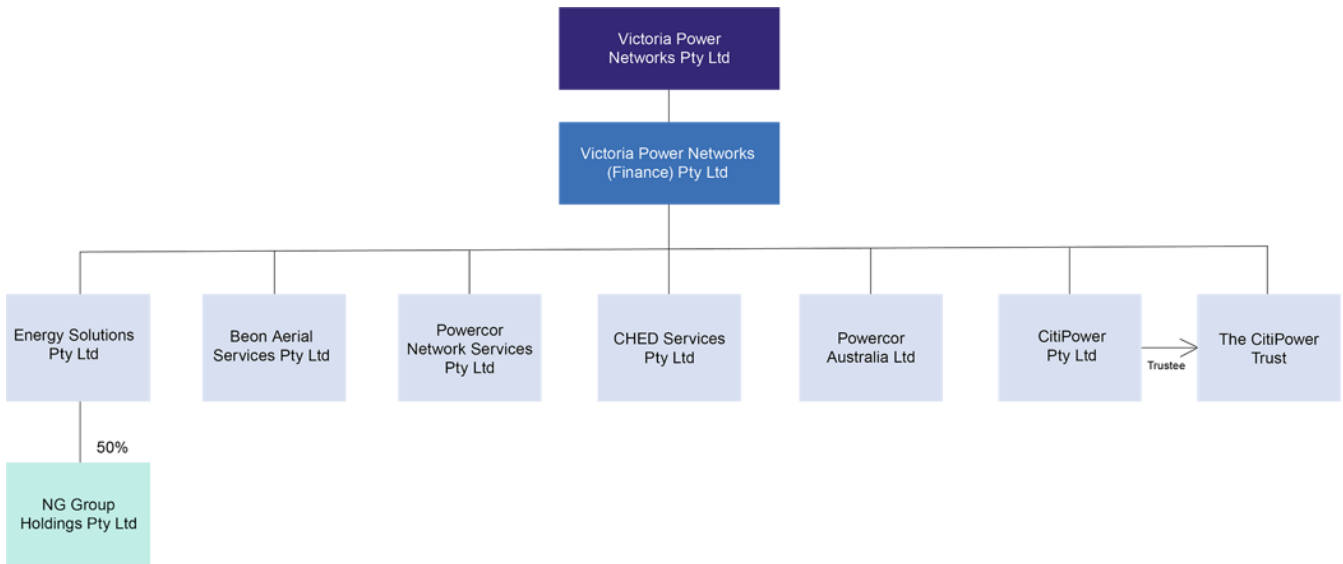 Victoria Power
Networks Pty Ltd
Victoria Power Networks
(Finance) Pty Ltd
Energy Solutions
Pty Ltd
Beon Aerial
Services Pty Ltd
Powercor
Network Services
Pty Ltd
CHED Services
Pty Ltd
Powercor
Australia Ltd
CitiPower
Pty Ltd
Trustee
The CitiPower
Trust
50%
NG Group
Holdings Pty Ltd